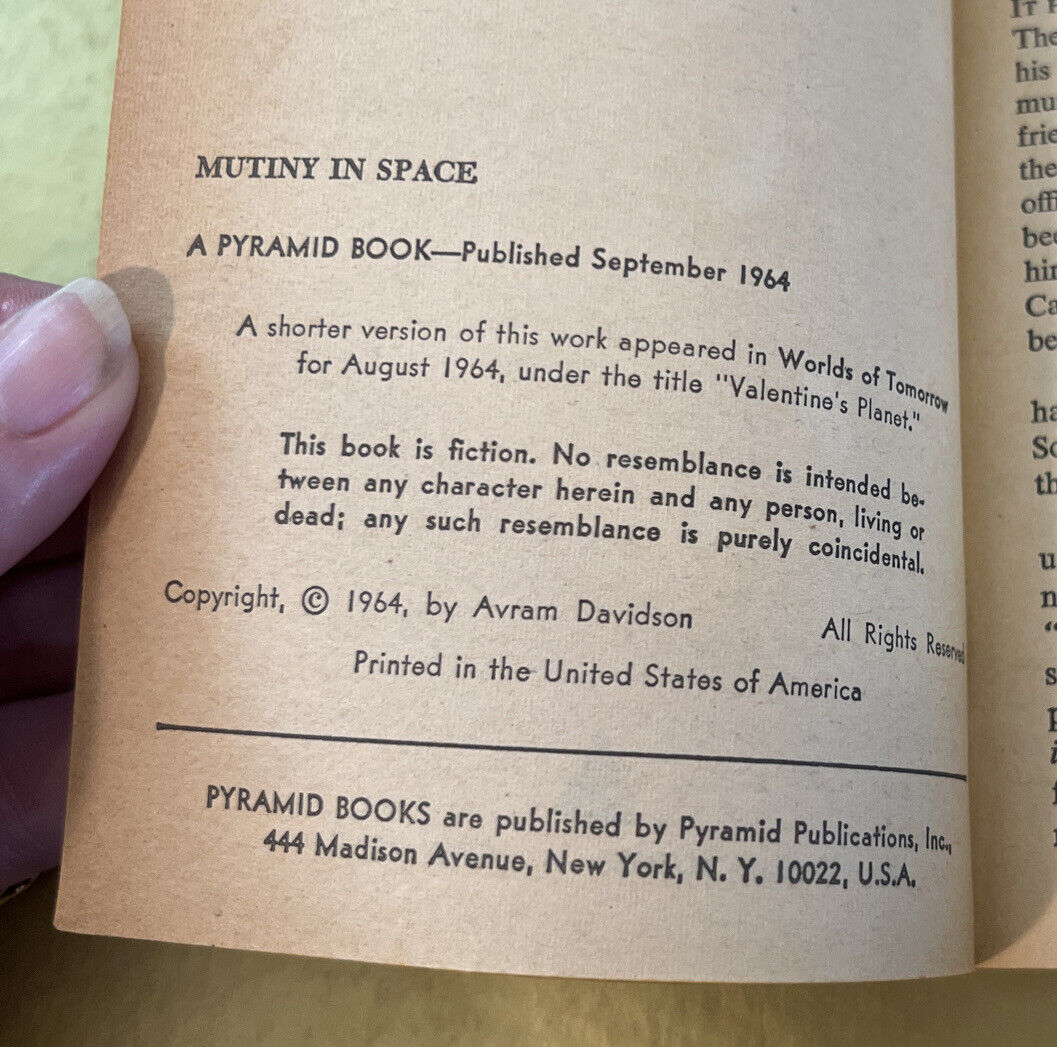 MUTINY IN SPACE
A PYRAMID BOOK—Published September 1964
A shorter version of this work appeared in Worlds of Tomorrow
for August 1964, under the title "Valentine's Planet."
This book is fiction. No resemblance is intended be-
tween any character herein and any person, living or
dead; any such resemblance is purely coincidental.
Copyright, © 1964, by Avram Davidson
All Rights Reserved
Printed in the United States of America
PYRAMID BOOKS are published by Pyramid Publications, Inc.,
444 Madison Avenue, New York, N. Y. 10022, U.S.A.